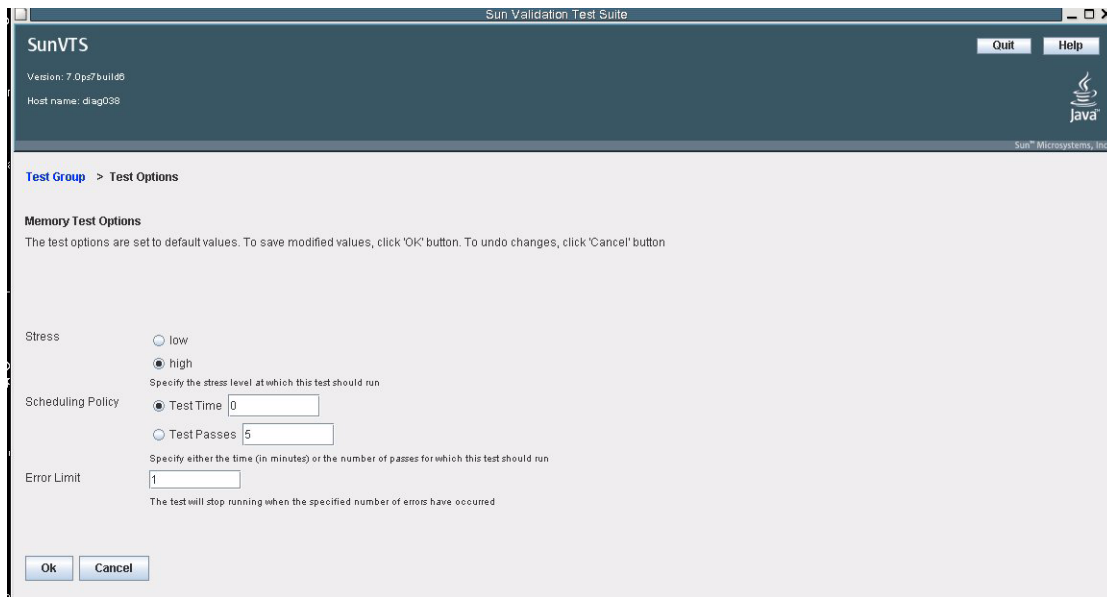 Sun Validation Test Suite
SunVTS
Quit Help
Version: 7.0ps7build6
Host name: diag038
Java™
Sun™ Microsystems, Inc
Test Group > Test Options
Memory Test Options
The test options are set to default values. To save modified values, click 'OK' button. To undo changes, click 'Cancel' button
Stress
low
high
Specify the stress level at which this test should run
Scheduling Policy
Test Time 0
Test Passes 5
Specify either the time (in minutes) or the number of passes for which this test should run
Error Limit
1
The test will stop running when the specified number of errors have occurred
Ok Cancel